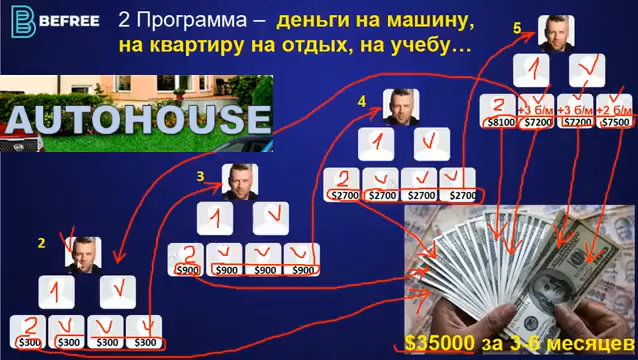 BEFREE
2 Программа – деньги на машину,
на квартиру на отдых, на учебу...
AUTOHOUSE
5
1 v
2 +3 б/м +3 б/м +2 б/м
$8100 $7200 $7200 $7500
4
1 v
2 v v v
$2700 $2700 $2700 $2700
3
1 v
2 v v v
$900 $900 $900 $900
2
1 v
2 v v v
$300 $300 $300 $300
$35000 за 3-6 месяцев